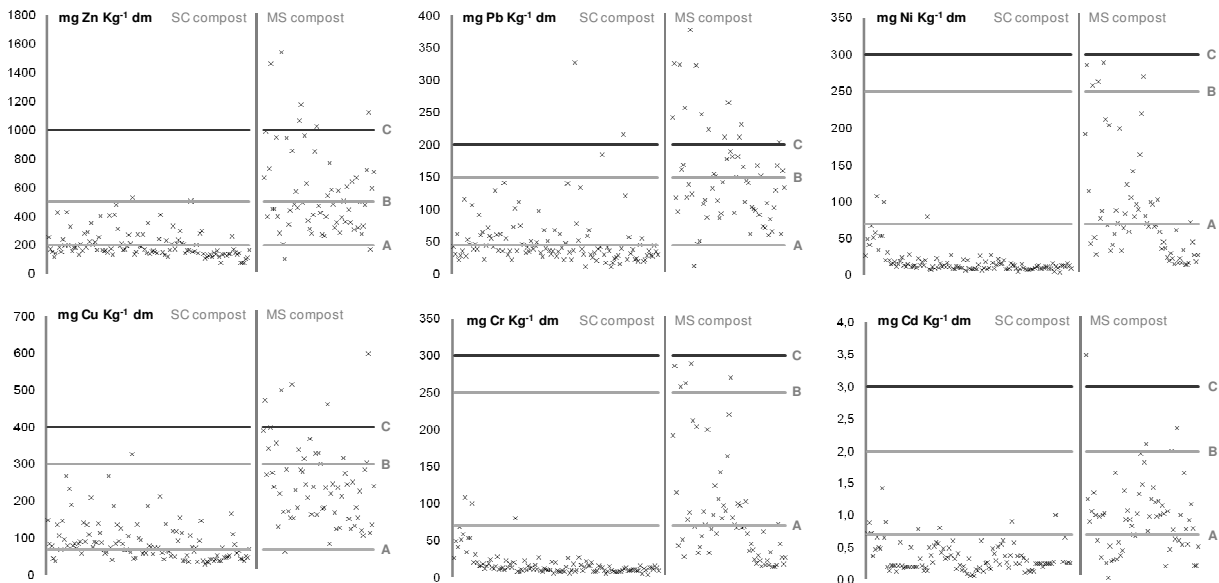 mg Zn Kg⁻¹ dm SC compost MS compost
1800
1600
1400
1200
1000
800
600
400
200
0
C
B
A
mg Pb Kg⁻¹ dm SC compost MS compost
400
350
300
250
200
150
100
50
0
C
B
A
mg Ni Kg⁻¹ dm SC compost MS compost
350
300
250
200
150
100
50
0
C
B
A
mg Cu Kg⁻¹ dm SC compost MS compost
700
600
500
400
300
200
100
0
C
B
A
mg Cr Kg⁻¹ dm SC compost MS compost
350
300
250
200
150
100
50
0
C
B
A
mg Cd Kg⁻¹ dm SC compost MS compost
4,0
3,5
3,0
2,5
2,0
1,5
1,0
0,5
0,0
C
B
A